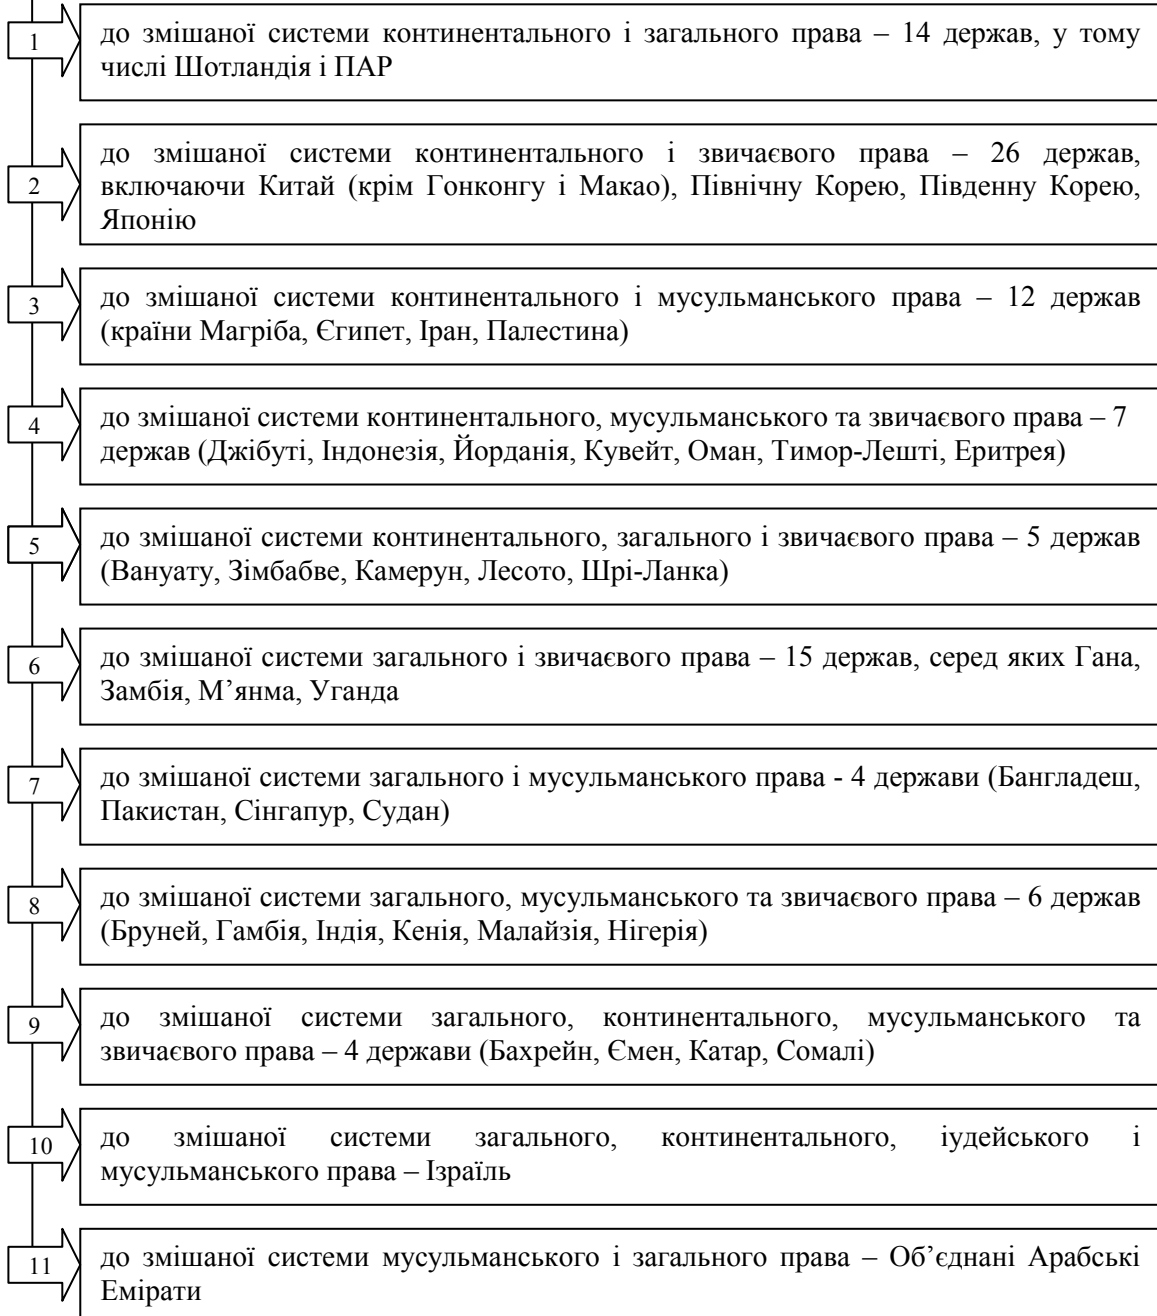 1
до змішаної системи континентального і загального права – 14 держав, у тому
числі Шотландія і ПАР
2
до змішаної системи континентального і звичаєвого права – 26 держав,
включаючи Китай (крім Гонконгу і Макао), Північну Корею, Південну Корею,
Японію
3
до змішаної системи континентального і мусульманського права – 12 держав
(країни Магріба, Єгипет, Іран, Палестина)
4
до змішаної системи континентального, мусульманського та звичаєвого права – 7
держав (Джібуті, Індонезія, Йорданія, Кувейт, Оман, Тимор-Лешті, Еритрея)
5
до змішаної системи континентального, загального і звичаєвого права – 5 держав
(Вануату, Зімбабве, Камерун, Лесото, Шрі-Ланка)
6
до змішаної системи загального і звичаєвого права – 15 держав, серед яких Гана,
Замбія, М’янма, Уганда
7
до змішаної системи загального і мусульманського права - 4 держави (Бангладеш,
Пакистан, Сінгапур, Судан)
8
до змішаної системи загального, мусульманського та звичаєвого права – 6 держав
(Бруней, Гамбія, Індія, Кенія, Малайзія, Нігерія)
9
до змішаної системи загального, континентального, мусульманського та
звичаєвого права – 4 держави (Бахрейн, Ємен, Катар, Сомалі)
10
до змішаної системи загального, континентального, іудейського і
мусульманського права – Ізраїль
11
до змішаної системи мусульманського і загального права – Об’єднані Арабські
Емірати